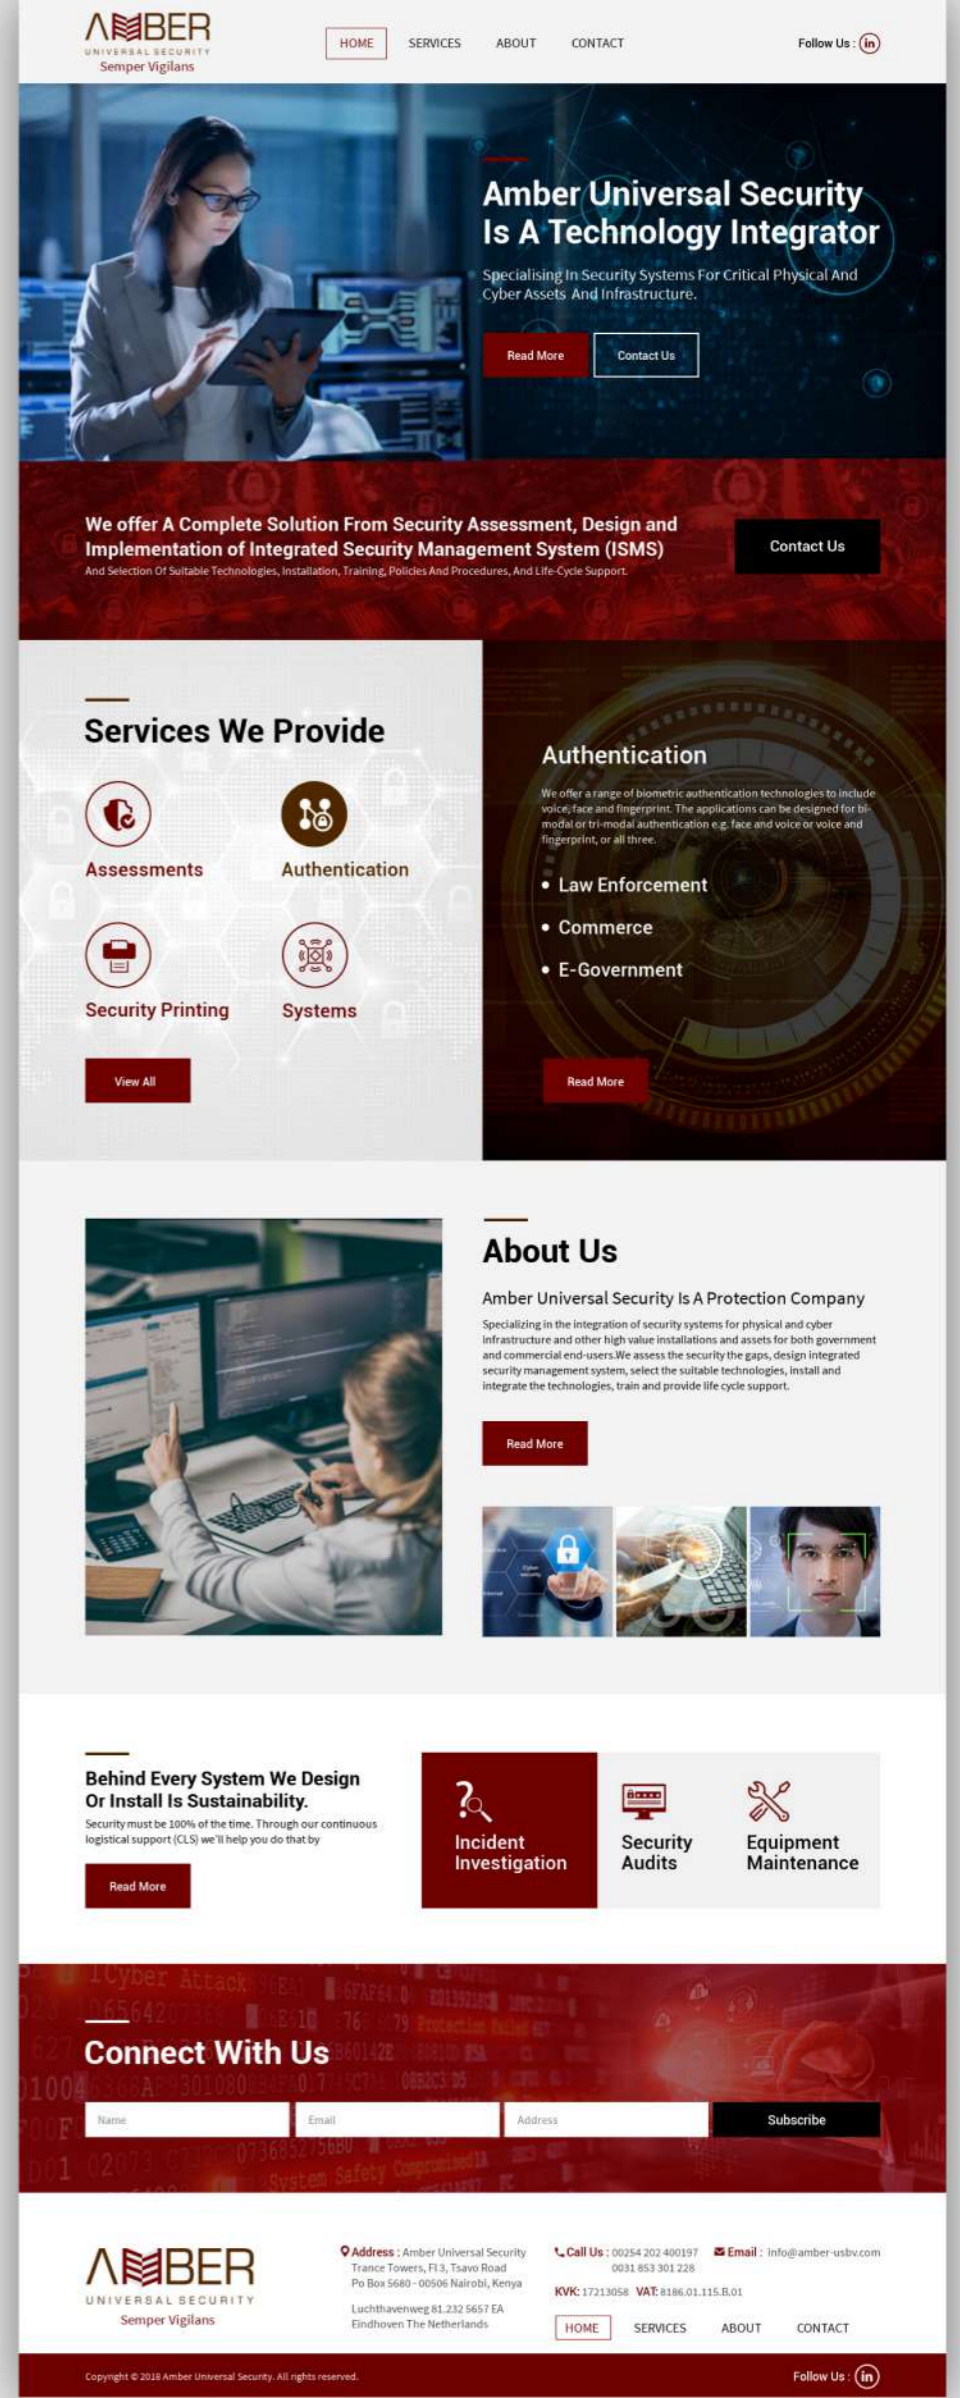 AMBER
UNIVERSAL SECURITY
Semper Vigilans
HOME SERVICES ABOUT CONTACT
Follow Us : in
Amber Universal Security
Is A Technology Integrator
Specialising In Security Systems For Critical Physical And
Cyber Assets And Infrastructure.
Read More Contact Us
We offer A Complete Solution From Security Assessment, Design and
Implementation of Integrated Security Management System (ISMS)
And Selection Of Suitable Technologies, Installation, Training, Policies And Procedures, And Life-Cycle Support.
Contact Us
Services We Provide
Assessments
Authentication
Security Printing
Systems
View All
Authentication
We offer a range of biometric authentication technologies to include
voice, face and fingerprint. The applications can be designed for bi-
modal or tri-modal authentication e.g. face and voice or voice and
fingerprint, or all three.
• Law Enforcement
• Commerce
• E-Government
Read More
About Us
Amber Universal Security Is A Protection Company
Specializing in the integration of security systems for physical and cyber
infrastructure and other high value installations and assets for both government
and commercial end-users.We assess the security the gaps, design integrated
security management system, select the suitable technologies, install and
integrate the technologies, train and provide life cycle support.
Read More
Cyber
security
Behind Every System We Design
Or Install Is Sustainability.
Security must be 100% of the time. Through our continuous
logistical support (CLS) we'll help you do that by
Read More
Incident
Investigation
Security
Audits
Equipment
Maintenance
Cyber Attack
Protection Failed
Connect With Us
Name
Email
Address
Subscribe
System Safety Compromised
AMBER
UNIVERSAL SECURITY
Semper Vigilans
Address : Amber Universal Security
Trance Towers, Fl 3, Tsavo Road
Po Box 5680 - 00506 Nairobi, Kenya
Luchthavenweg 81.232 5657 EA
Eindhoven The Netherlands
Call Us : 00254 202 400197
0031 853 301 228
Email : info@amber-usbv.com
KVK: 17213058 VAT: 8186.01.115.B.01
HOME SERVICES ABOUT CONTACT
Copyright © 2018 Amber Universal Security. All rights reserved.
Follow Us : in